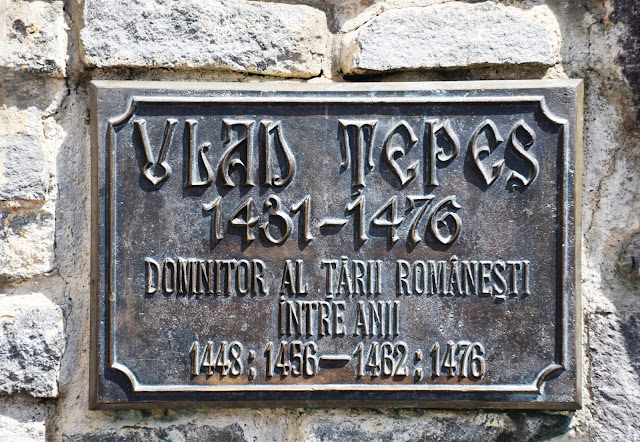 VLAD ȚEPEȘ
1431-1476
DOMNITOR AL ȚĂRII ROMÂNEȘTI
ÎNTRE ANII
1448; 1456-1462; 1476